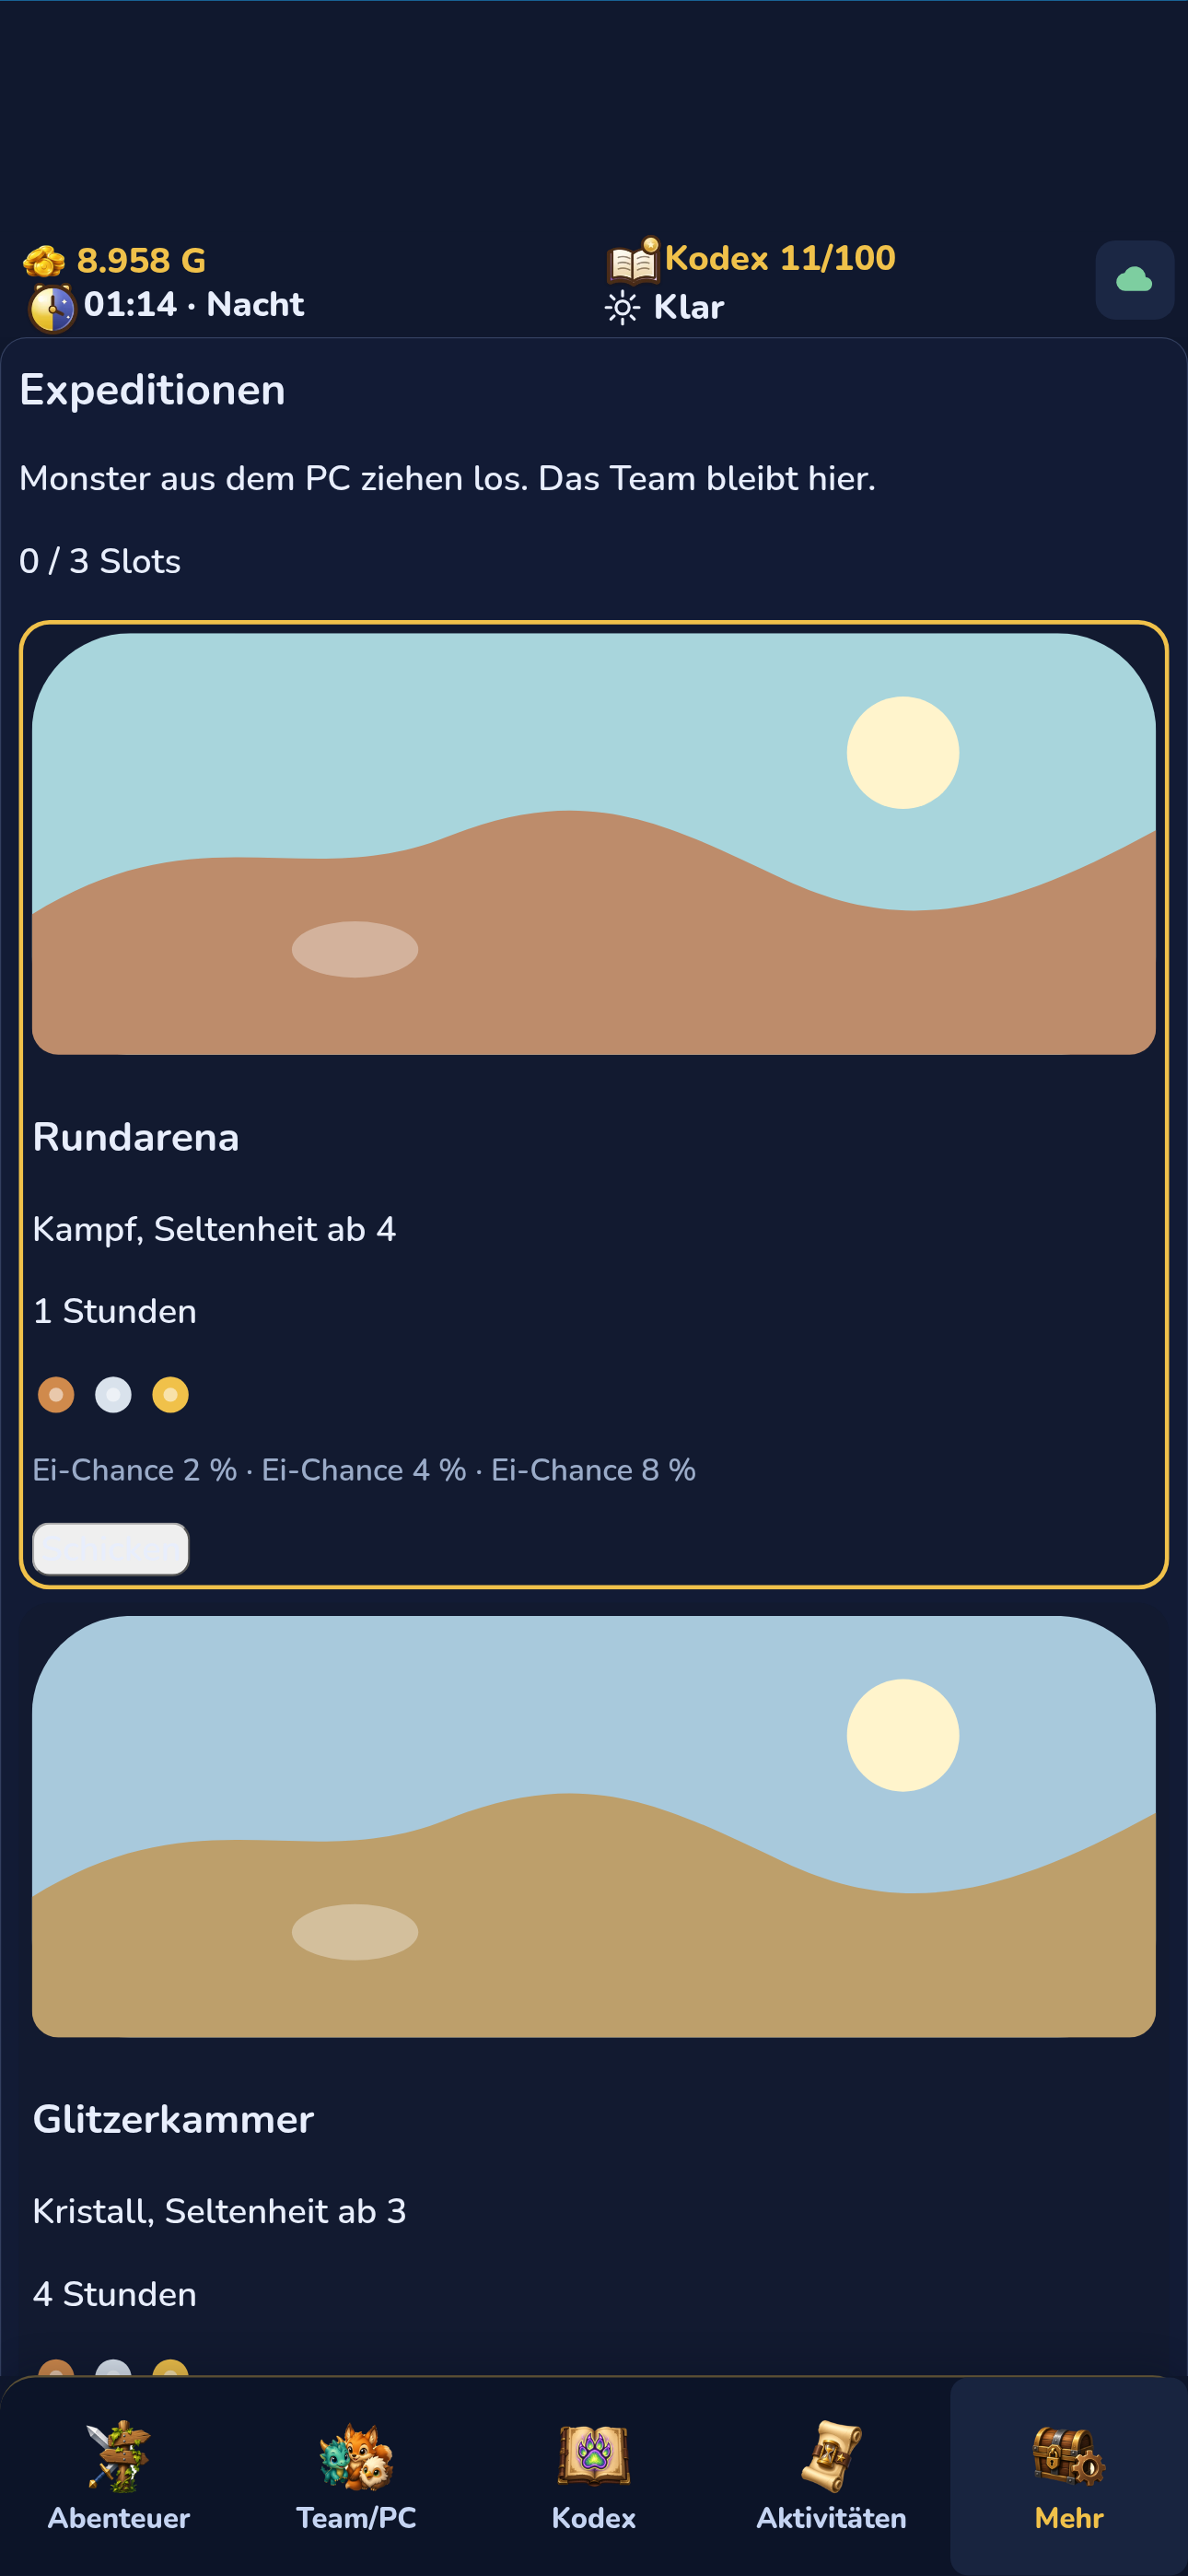 8.958 G
Kodex 11/100
01:14 · Nacht
Klar
Expeditionen
Monster aus dem PC ziehen los. Das Team bleibt hier.
0 / 3 Slots
Rundarena
Kampf, Seltenheit ab 4
1 Stunden
Ei-Chance 2 % · Ei-Chance 4 % · Ei-Chance 8 %
Schicken
Glitzerkammer
Kristall, Seltenheit ab 3
4 Stunden
Abenteuer
Team/PC
Kodex
Aktivitäten
Mehr